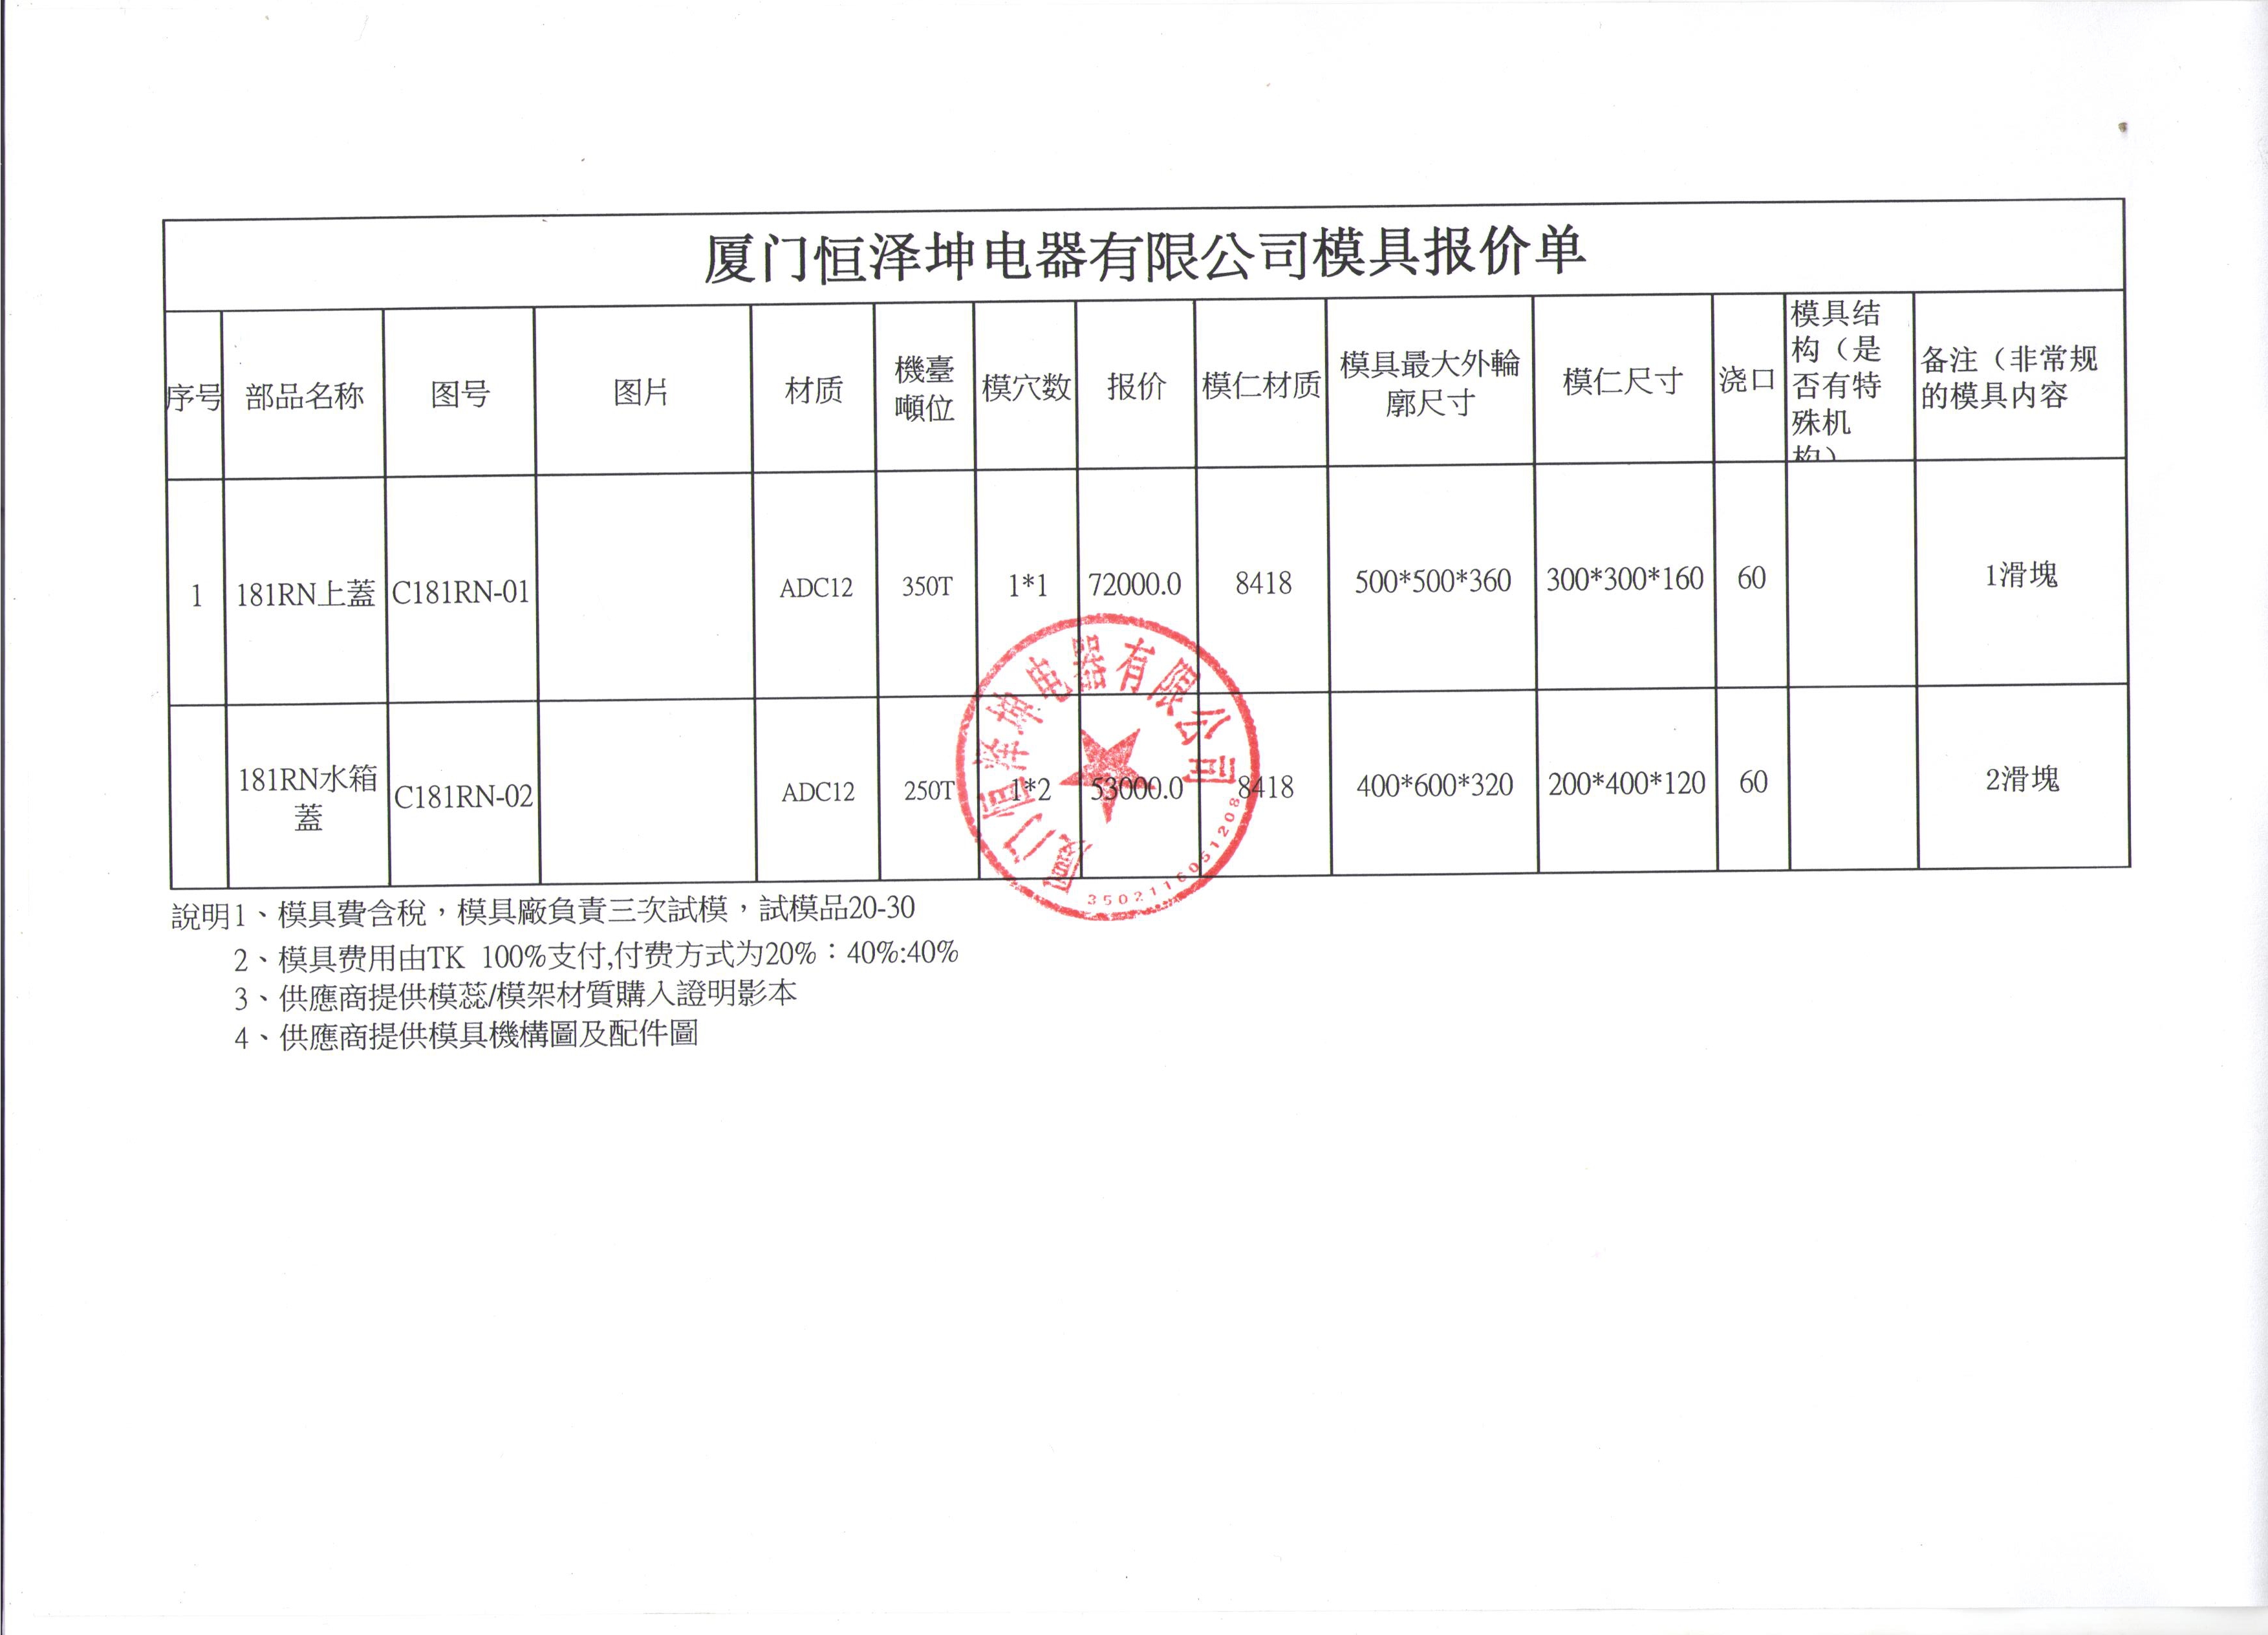 厦门恒泽坤电器有限公司模具报价单
序号 部品名称 图号 图片 材质 機臺噸位 模穴数 报价 模仁材质 模具最大外輪廓尺寸 模仁尺寸 浇口 模具结构（是否有特殊机构） 备注（非常规的模具内容
1 181RN上蓋 C181RN-01 ADC12 350T 1*1 72000.0 8418 500*500*360 300*300*160 60 1滑塊
181RN水箱蓋 C181RN-02 ADC12 250T 1*2 53000.0 8418 400*600*320 200*400*120 60 2滑塊
厦门恒泽坤电器有限公司
3502116051208
說明1、模具費含稅，模具廠負責三次試模，試模品20-30
2、模具费用由TK 100%支付,付费方式为20%：40%:40%
3、供應商提供模蕊/模架材質購入證明影本
4、供應商提供模具機構圖及配件圖